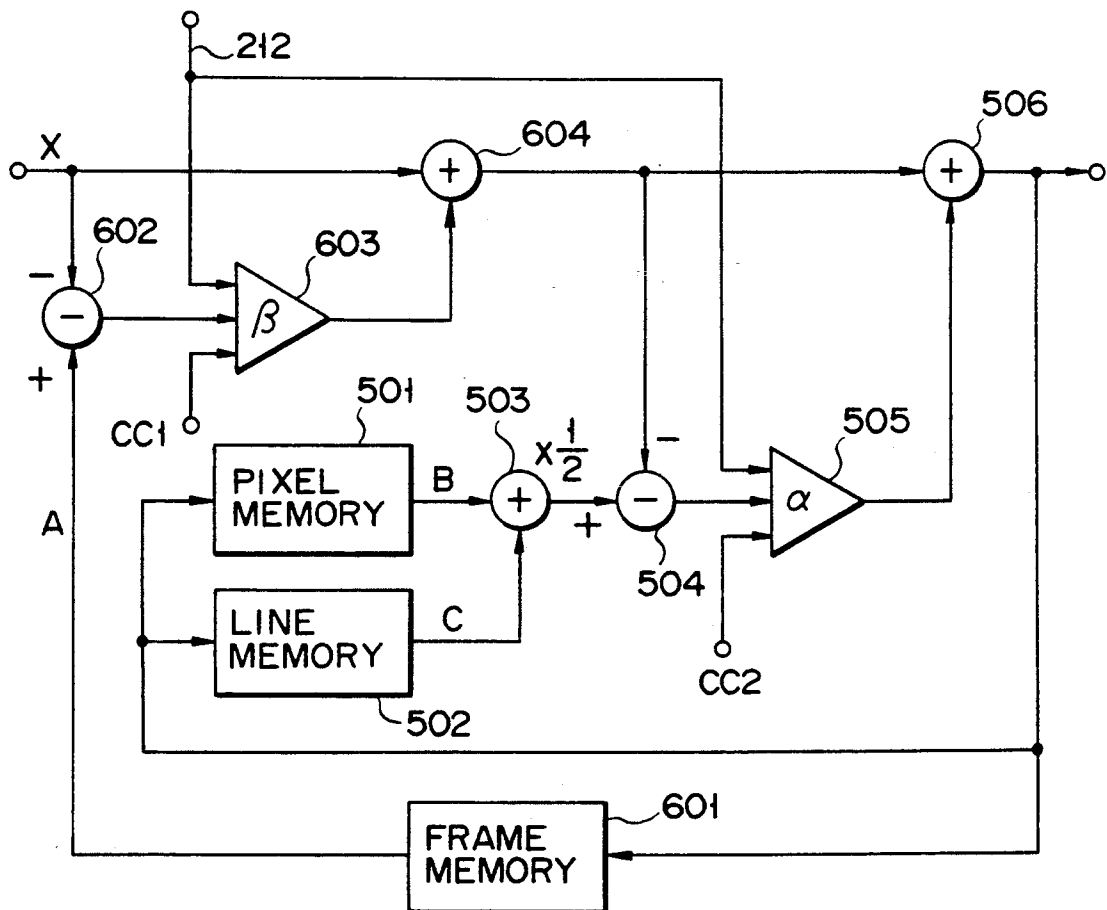 212
506
X
+
604
+
602
603
−
−
β
+
501
503
505
CC1
X 1/2
−
PIXEL
MEMORY
B
+
−
α
A
+
504
LINE
MEMORY
C
CC2
502
601
FRAME
MEMORY